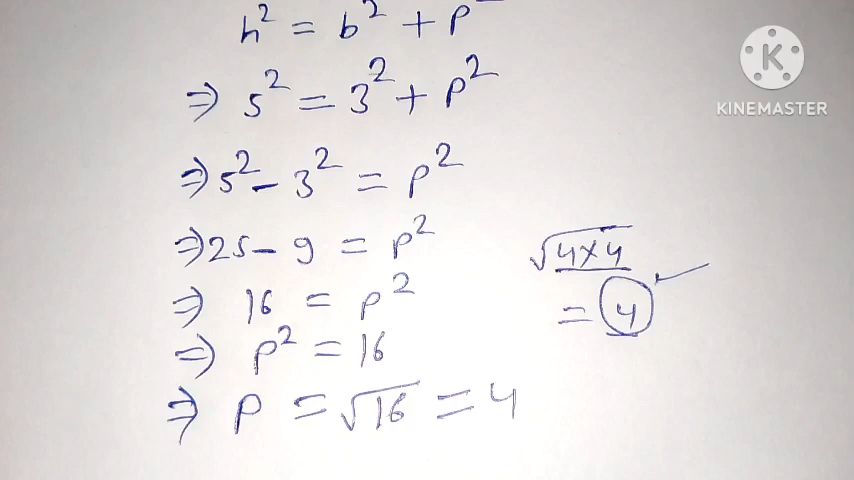 h² = b² + p²
⇒ 5² = 3² + p²
⇒ 5² - 3² = p²
⇒ 25 - 9 = p²
⇒ 16 = p²
⇒ p² = 16
⇒ p = √16 = 4
√4×4
= 4
K
KINEMASTER